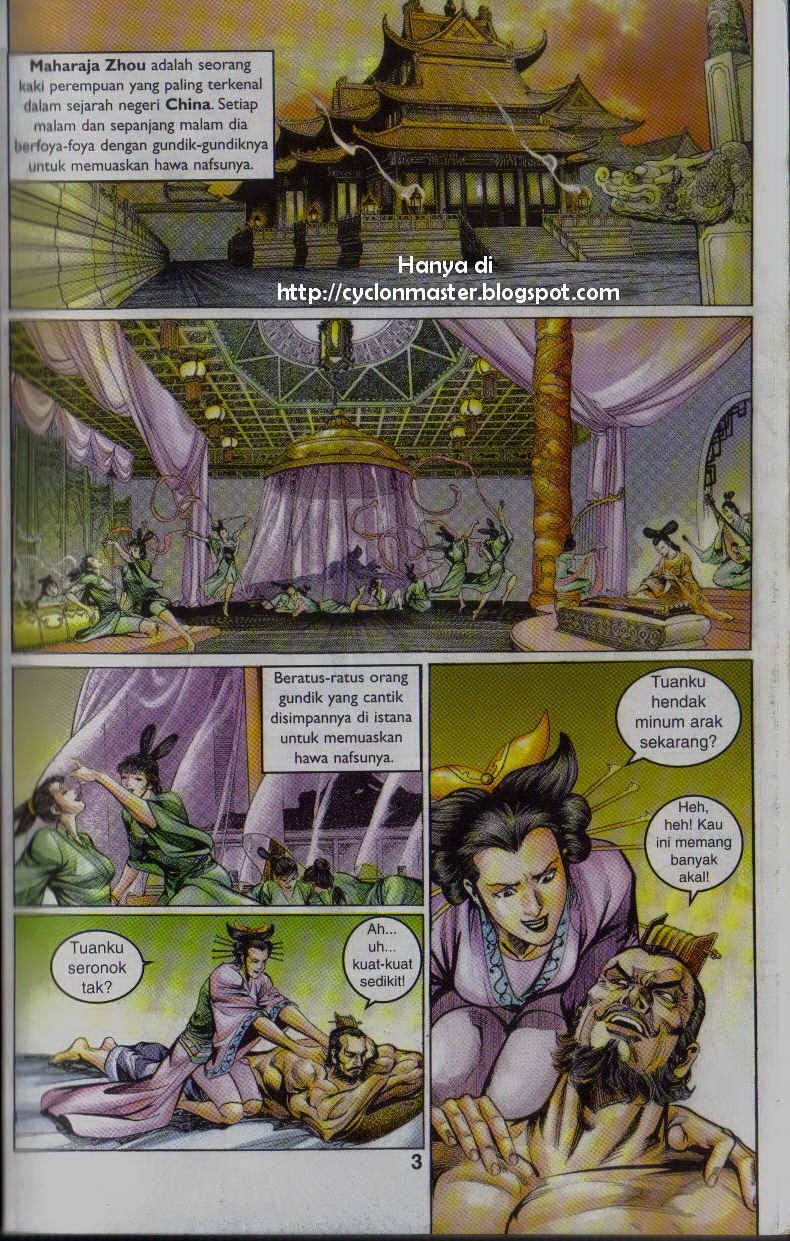 Maharaja Zhou adalah seorang
kaki perempuan yang paling terkenal
dalam sejarah negeri China. Setiap
malam dan sepanjang malam dia
berfoya-foya dengan gundik-gundiknya
untuk memuaskan hawa nafsunya.
Hanya di
http://cyclonmaster.blogspot.com
Beratus-ratus orang
gundik yang cantik
disimpannya di istana
untuk memuaskan
hawa nafsunya.
Tuanku
seronok
tak?
Ah...
uh...
kuat-kuat
sedikit!
Tuanku
hendak
minum arak
sekarang?
Heh,
heh! Kau
ini memang
banyak
akal!
3